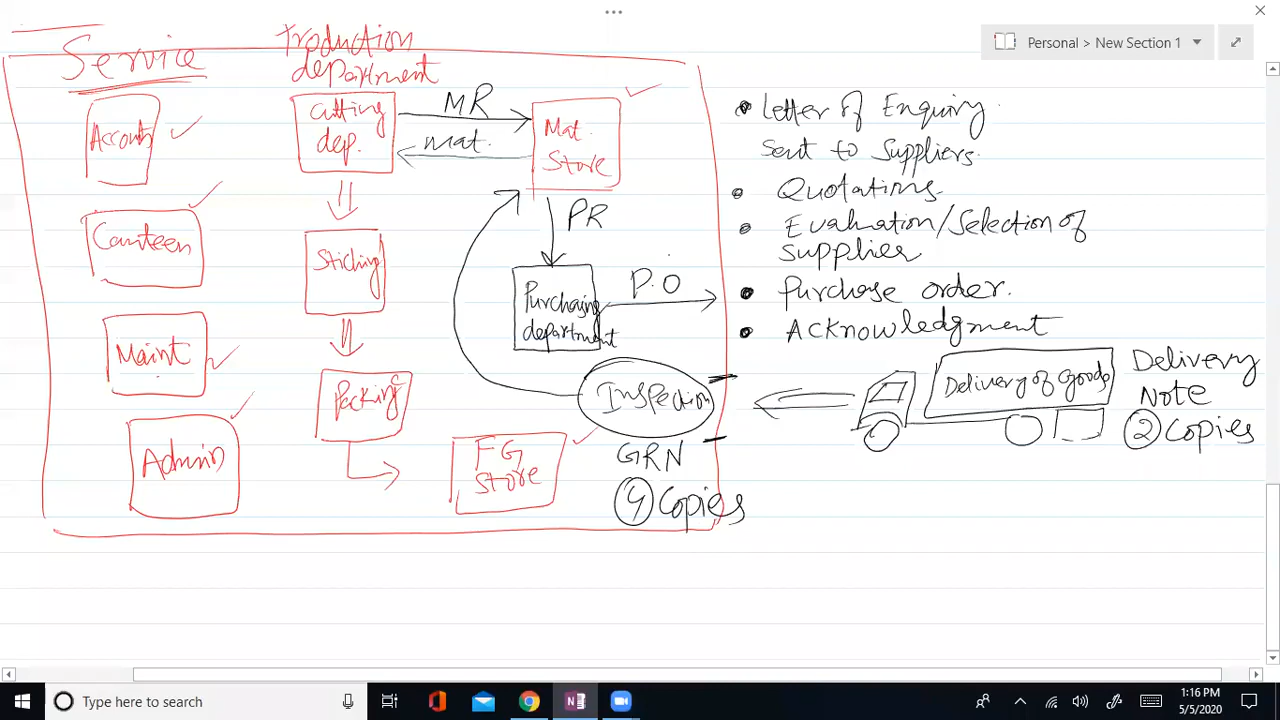 Personal > New Section 1
Service
Production
department
Accounts
Canteen
Maint
Admin
Cutting
dep.
Stiching
Packing
MR
mat.
Mat.
Store
PR
Purchasing
department
P.O
Inspection
GRN
4 Copies
FG
Store
Letter of Enquiry
Sent to Suppliers.
Quotations.
Evaluation/Selection of
supplier
Purchase order.
Acknowledgment
Delivery of goods
Delivery
Note
2 Copies
Type here to search
1:16 PM
5/5/2020